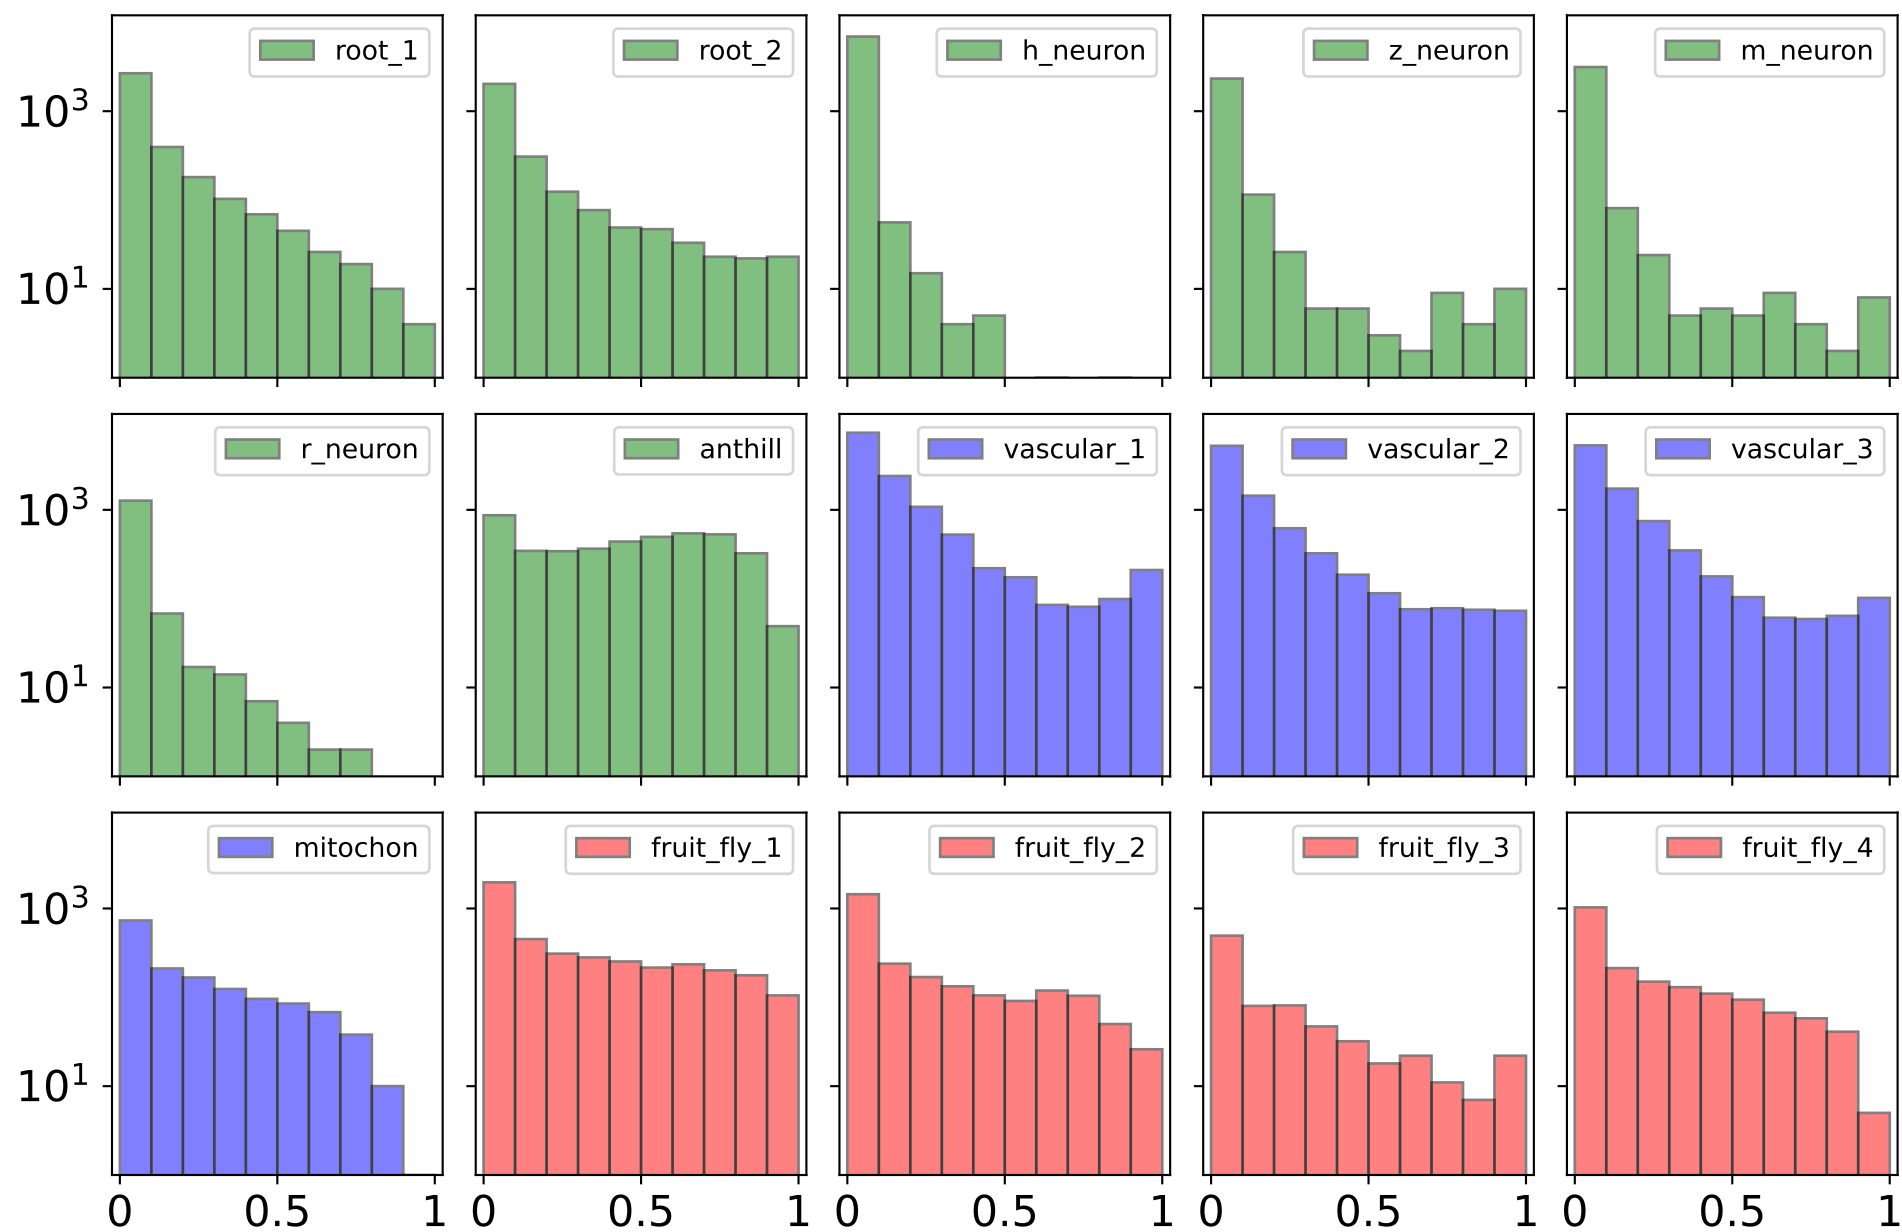 root_1
root_2
h_neuron
z_neuron
m_neuron
10³
10¹
r_neuron
anthill
vascular_1
vascular_2
vascular_3
10³
10¹
mitochon
fruit_fly_1
fruit_fly_2
fruit_fly_3
fruit_fly_4
10³
10¹
0 0.5 1 0 0.5 1 0 0.5 1 0 0.5 1 0 0.5 1